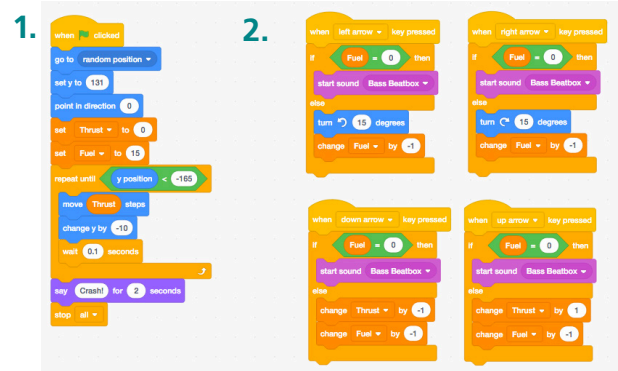 1.
when clicked
go to random position
set y to 131
point in direction 0
set Thrust to 0
set Fuel to 15
repeat until y position < -165
move Thrust steps
change y by -10
wait 0.1 seconds
say Crash! for 2 seconds
stop all
2.
when left arrow key pressed
if Fuel = 0 then
start sound Bass Beatbox
else
turn 15 degrees
change Fuel by -1
when right arrow key pressed
if Fuel = 0 then
start sound Bass Beatbox
else
turn 15 degrees
change Fuel by -1
when down arrow key pressed
if Fuel = 0 then
start sound Bass Beatbox
else
change Thrust by -1
change Fuel by -1
when up arrow key pressed
if Fuel = 0 then
start sound Bass Beatbox
else
change Thrust by 1
change Fuel by -1